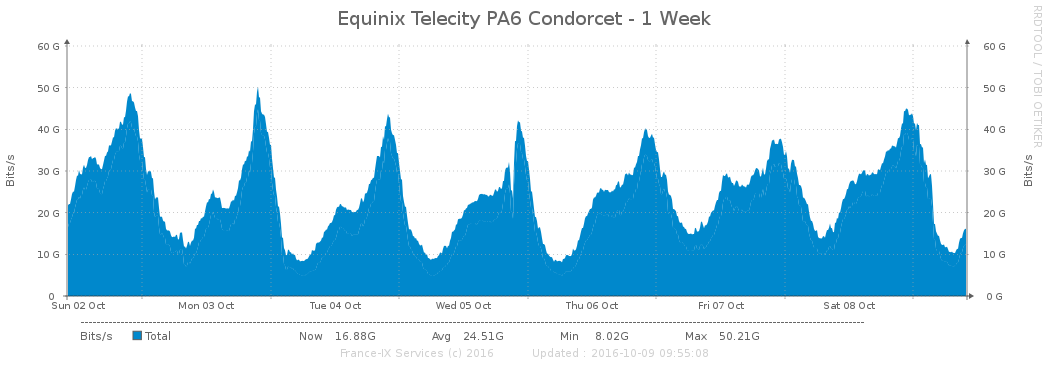 Equinix Telecity PA6 Condorcet - 1 Week
RRDTOOL / TOBI OETIKER
Bits/s
Bits/s
60 G 60 G
50 G 50 G
40 G 40 G
30 G 30 G
20 G 20 G
10 G 10 G
0 0 G
Sun 02 Oct Mon 03 Oct Tue 04 Oct Wed 05 Oct Thu 06 Oct Fri 07 Oct Sat 08 Oct
Bits/s Total Now 16.88G Avg 24.51G Min 8.02G Max 50.21G
France-IX Services (c) 2016 Updated : 2016-10-09 09:55:08